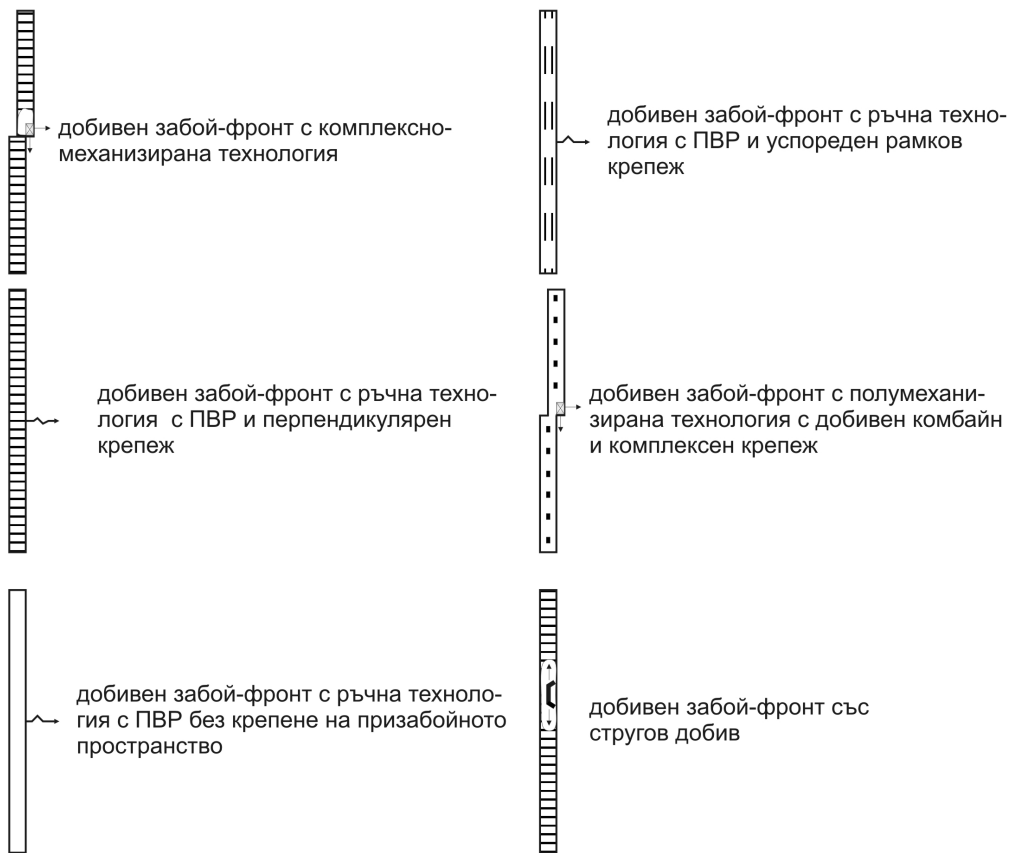 добивен забой-фронт с комплексно-
механизирана технология
добивен забой-фронт с ръчна техно-
логия с ПВР и успореден рамков
крепеж
добивен забой-фронт с ръчна техно-
логия с ПВР и перпендикулярен
крепеж
добивен забой-фронт с полумехани-
зирана технология с добивен комбайн
и комплексен крепеж
добивен забой-фронт с ръчна техноло-
гия с ПВР без крепене на призабойното
пространство
добивен забой-фронт със
стругов добив